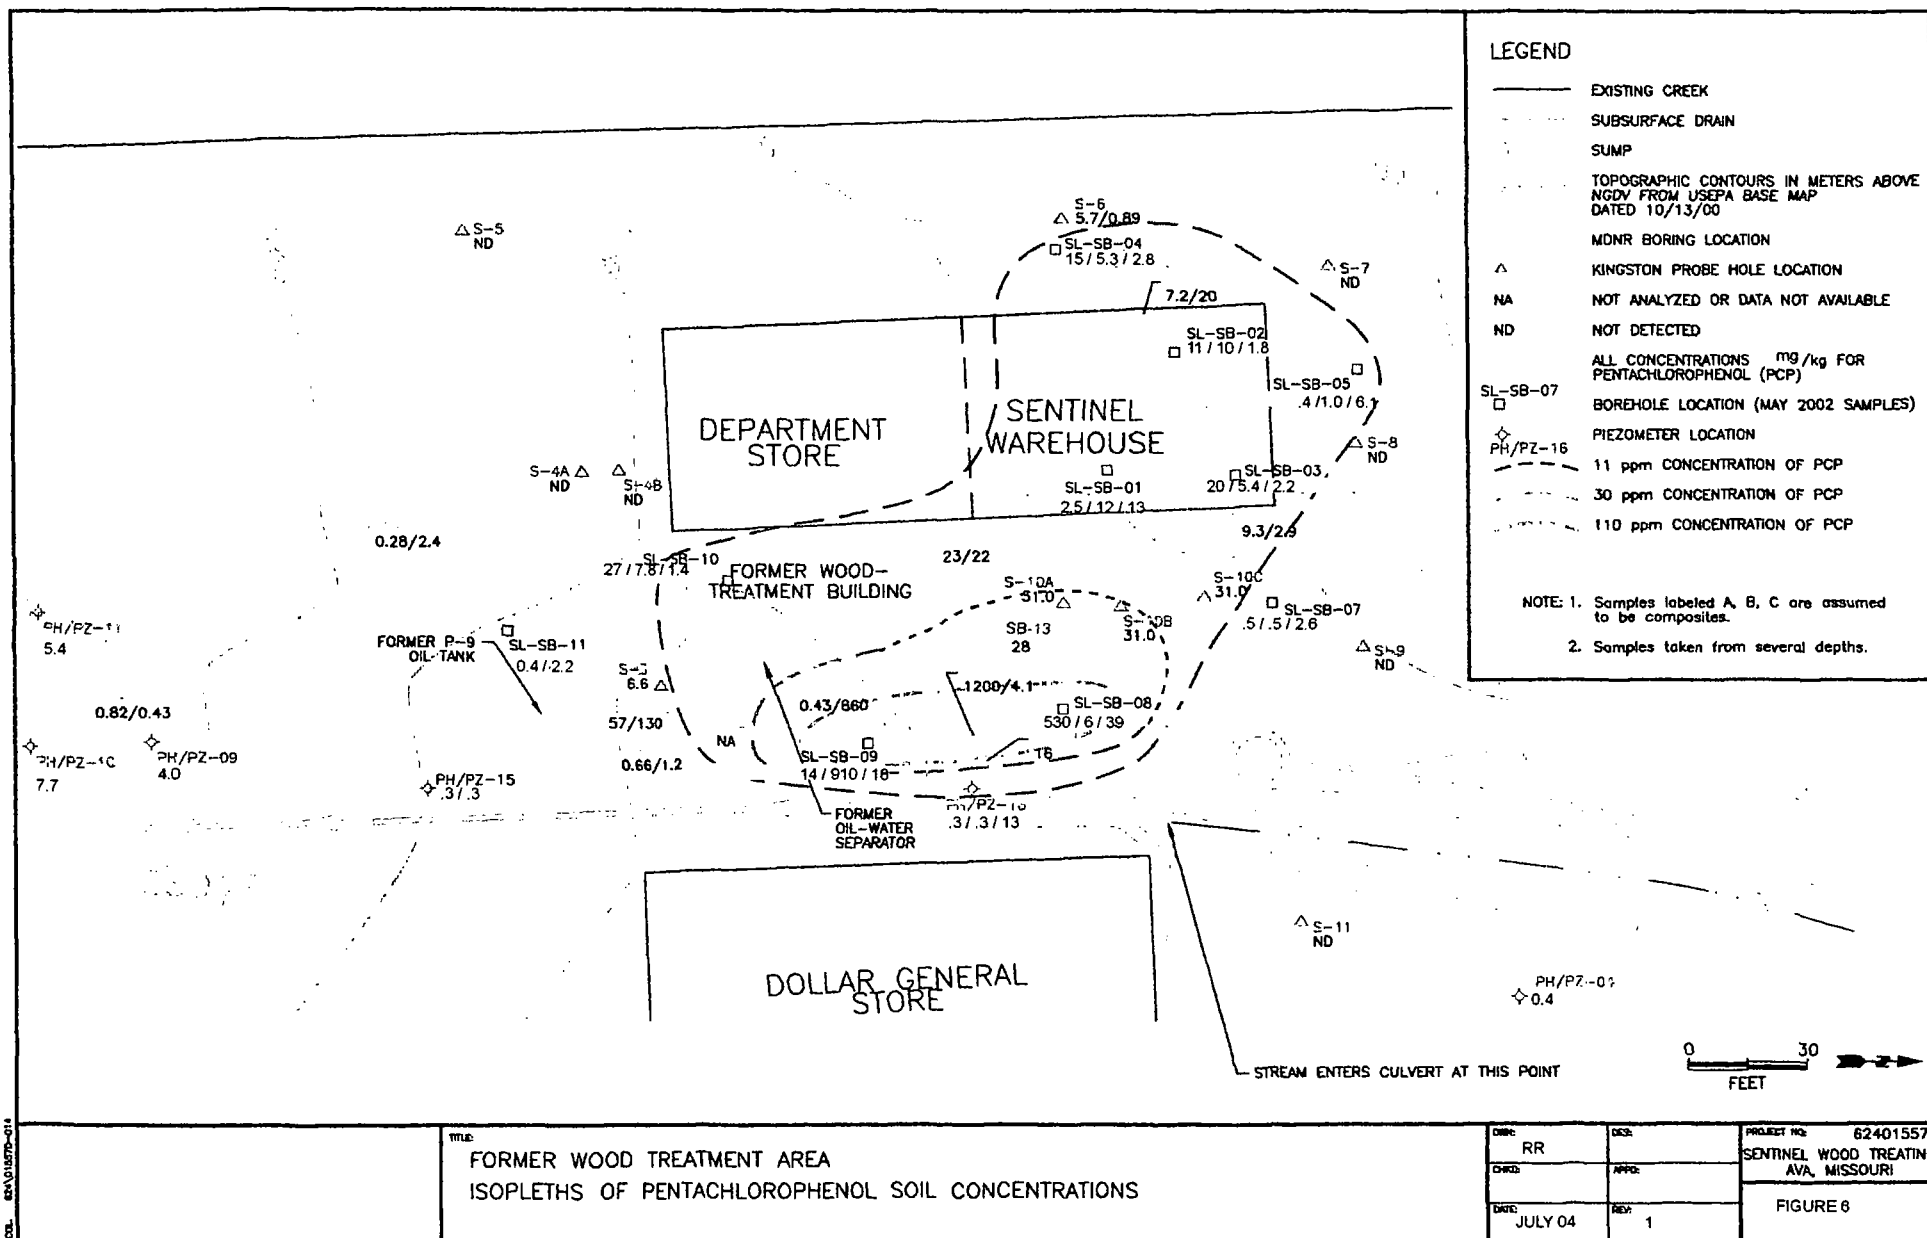 LEGEND
EXISTING CREEK
SUBSURFACE DRAIN
SUMP
TOPOGRAPHIC CONTOURS IN METERS ABOVE
NGDV FROM USEPA BASE MAP
DATED 10/13/00
MDNR BORING LOCATION
KINGSTON PROBE HOLE LOCATION
NA NOT ANALYZED OR DATA NOT AVAILABLE
ND NOT DETECTED
ALL CONCENTRATIONS mg/kg FOR
PENTACHLOROPHENOL (PCP)
SL-SB-07
BOREHOLE LOCATION (MAY 2002 SAMPLES)
PIEZOMETER LOCATION
PH/PZ-16
11 ppm CONCENTRATION OF PCP
30 ppm CONCENTRATION OF PCP
110 ppm CONCENTRATION OF PCP
NOTE: 1. Samples labeled A, B, C are assumed
to be composites.
2. Samples taken from several depths.
S-5
ND
S-6
5.7/0.89
SL-SB-04
15/5.3/2.8
S-7
ND
7.2/20
SL-SB-02
11/10/1.8
SL-SB-05
.4/1.0/6.1
DEPARTMENT
STORE
SENTINEL
WAREHOUSE
S-8
ND
S-4A
ND
S-4B
ND
SL-SB-01
2.5/12/13
SL-SB-03
20/5.4/2.2
0.28/2.4
9.3/2.9
23/22
SL-SB-10
27/7.8/1.4
FORMER WOOD-
TREATMENT BUILDING
S-10A
31.0
S-10C
31.0
SL-SB-07
.5/.5/2.6
S-10B
31.0
SB-13
28
PH/PZ-11
5.4
FORMER P-9
OIL TANK
SL-SB-11
0.4/2.2
6.6
S-9
ND
1200/4.1
0.43/860
SL-SB-08
530/6/39
0.82/0.43
57/130
NA
0.66/1.2
16
SL-SB-09
14/910/18
PH/PZ-10
7.7
PH/PZ-09
4.0
PH/PZ-15
.3/.3
.3/.3/13
FORMER
OIL-WATER
SEPARATOR
DOLLAR GENERAL
STORE
S-11
ND
0.4
STREAM ENTERS CULVERT AT THIS POINT
0 30
FEET
TITLE:
FORMER WOOD TREATMENT AREA
ISOPLETHS OF PENTACHLOROPHENOL SOIL CONCENTRATIONS
DWN: RR
DES:
CHKD:
APPD:
DATE: JULY 04
REV: 1
PROJECT NO: 62401557
SENTINEL WOOD TREATIN
AVA, MISSOURI
FIGURE 6